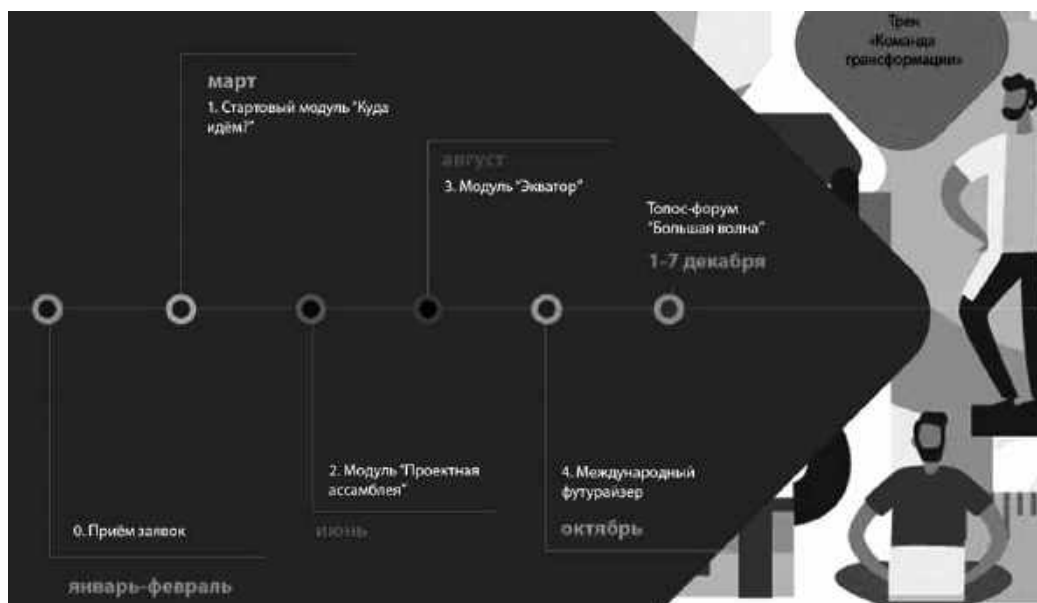 Трек
«Команда
трансформации»
март
1. Стартовый модуль "Куда
идём?"
август
3. Модуль "Экватор"
Топос-форум
"Большая волна"
1-7 декабря
0. Приём заявок
январь-февраль
2. Модуль "Проектная
ассамблея"
июнь
4. Международный
футурайзер
октябрь